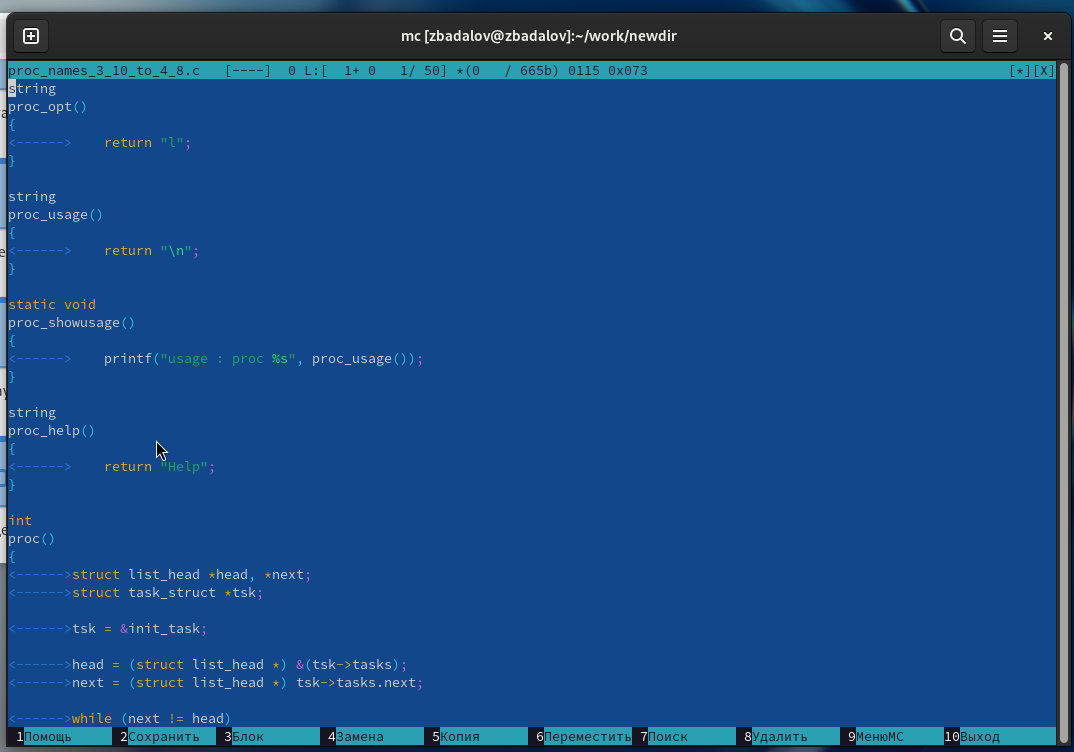 mc [zbadalov@zbadalov]:~/work/newdir
proc_names_3_10_to_4_8.c   [----]  0 L:[  1+ 0   1/ 50] *(0   / 665b) 0115 0x073   [*][X]
string
proc_opt()
{
<------>    return "l";
}
string
proc_usage()
{
<------>    return "\n";
}
static void
proc_showusage()
{
<------>    printf("usage : proc %s", proc_usage());
}
string
proc_help()
{
<------>    return "Help";
}
int
proc()
{
<------>struct list_head *head, *next;
<------>struct task_struct *tsk;
<------>tsk = &init_task;
<------>head = (struct list_head *) &(tsk->tasks);
<------>next = (struct list_head *) tsk->tasks.next;
<------>while (next != head)
1Помощь 2Сохранить 3Блок 4Замена 5Копия 6Переместить 7Поиск 8Удалить 9МенюMC 10Выход